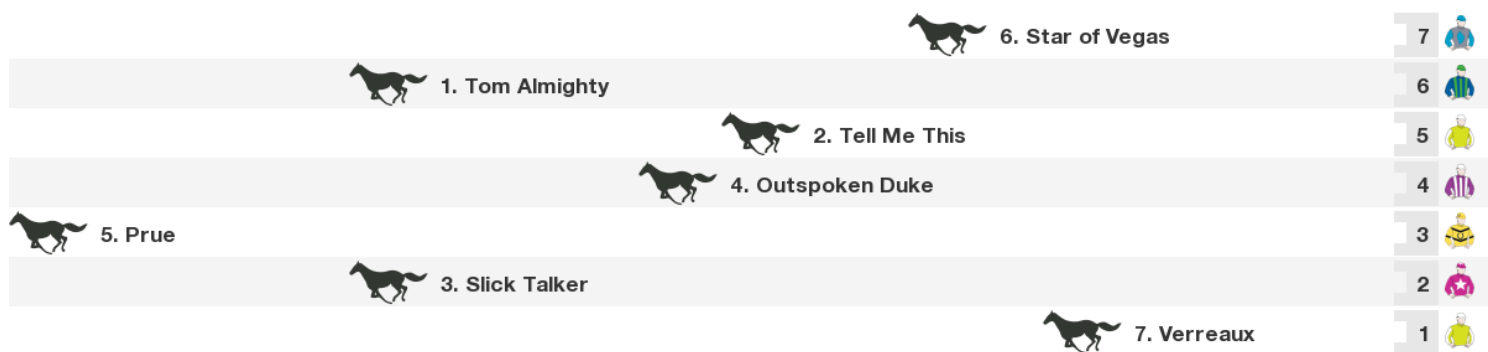 6. Star of Vegas 7
1. Tom Almighty 6
2. Tell Me This 5
4. Outspoken Duke 4
5. Prue 3
3. Slick Talker 2
7. Verreaux 1